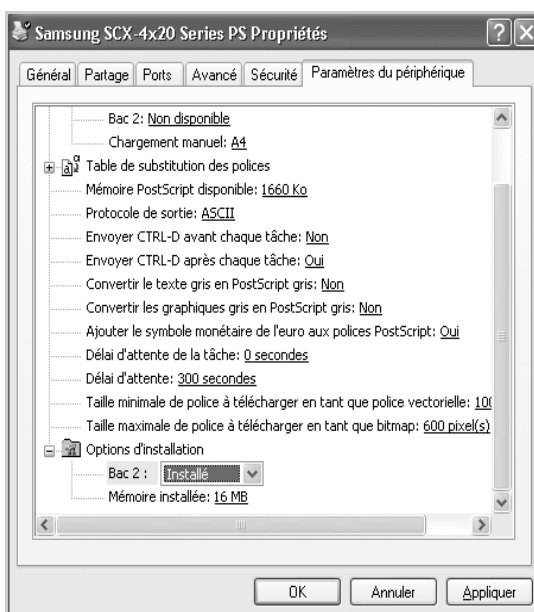 Samsung SCX-4x20 Series PS Propriétés
Général Partage Ports Avancé Sécurité Paramètres du périphérique
Bac 2: Non disponible
Chargement manuel: A4
Table de substitution des polices
Mémoire PostScript disponible: 1660 Ko
Protocole de sortie: ASCII
Envoyer CTRL-D avant chaque tâche: Non
Envoyer CTRL-D après chaque tâche: Oui
Convertir le texte gris en PostScript gris: Non
Convertir les graphiques gris en PostScript gris: Non
Ajouter le symbole monétaire de l'euro aux polices PostScript: Oui
Délai d'attente de la tâche: 0 secondes
Délai d'attente: 300 secondes
Taille minimale de police à télécharger en tant que police vectorielle: 100
Taille maximale de police à télécharger en tant que bitmap: 600 pixel(s)
Options d'installation
Bac 2 : Installé
Mémoire installée: 16 MB
OK Annuler Appliquer